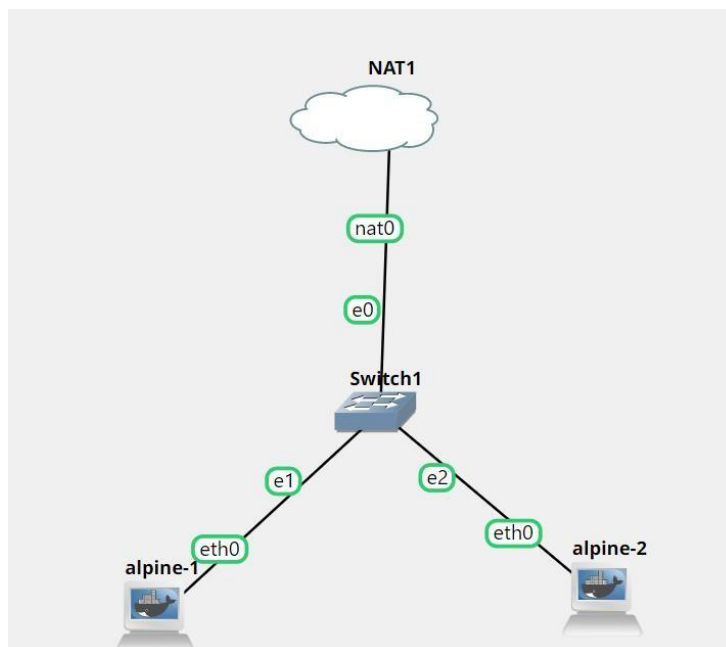 NAT1
nat0
e0
Switch1
e1
e2
eth0
eth0
alpine-1
alpine-2